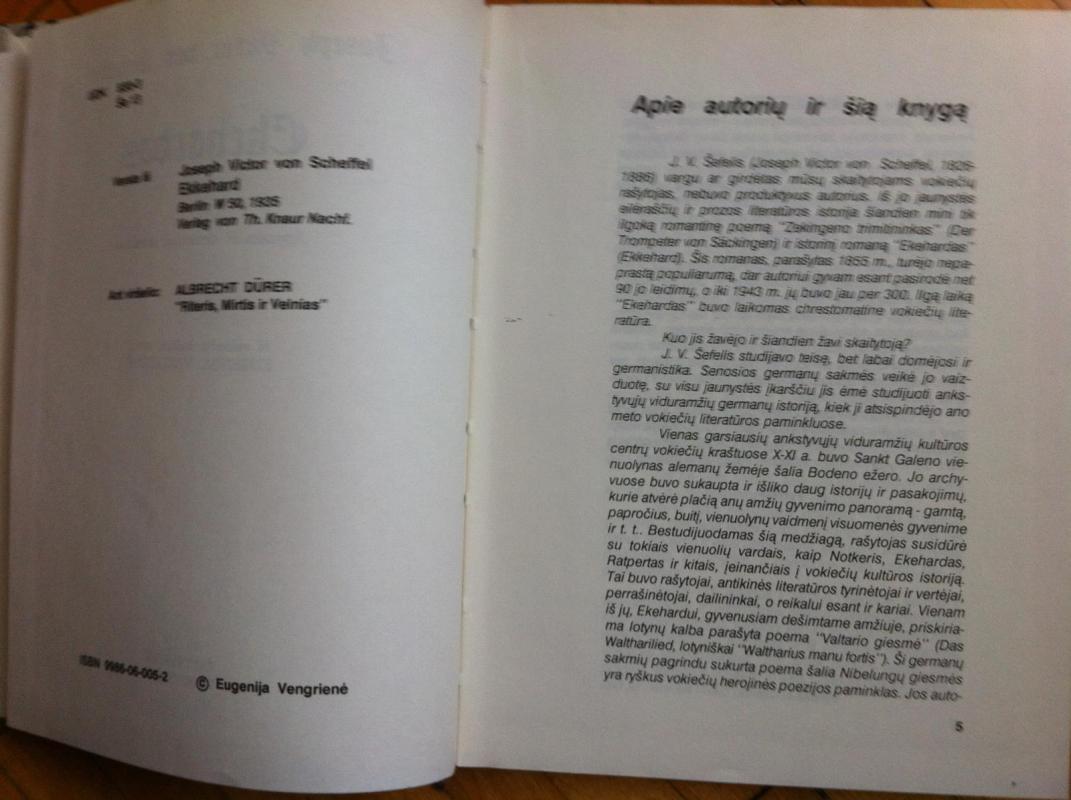 UDK 830-3
Še 13
Versta iš
Joseph Victor von Scheffel
Ekkehard
Berlin W 50, 1935
Verlag von Th. Knaur Nachf.
Ant viršelio:
ALBRECHT DÜRER
"Riteris, Mirtis ir Velnias"
ISBN 9986-06-005-2
© Eugenija Vengrienė
Apie autorių ir šią knygą
J. V. Šefelis (Joseph Victor von Scheffel, 1826-
1886) vargu ar girdėtas mūsų skaitytojams vokiečių
rašytojas, nebuvo produktyvus autorius. Iš jo jaunystės
eilėraščių ir prozos literatūros istorija šiandien mini tik
ilgoką romantinę poemą "Zekingeno trimitininkas" (Der
Trompeter von Säckingen) ir istorinį romaną "Ekehardas"
(Ekkehard). Šis romanas, parašytas 1855 m., turėjo nepa-
prastą populiarumą, dar autoriui gyvam esant pasirodė net
90 jo leidimų, o iki 1943 m. jų buvo jau per 300. Ilgą laiką
"Ekehardas" buvo laikomas chrestomatine vokiečių lite-
ratūra.
Kuo jis žavėjo ir šiandien žavi skaitytoją?
J. V. Šefelis studijavo teisę, bet labai domėjosi ir
germanistika. Senosios germanų sakmės veikė jo vaiz-
duotę, su visu jaunystės įkarščiu jis ėmė studijuoti anks-
tyvųjų viduramžių germanų istoriją, kiek ji atsispindėjo ano
meto vokiečių literatūros paminkluose.
Vienas garsiausių ankstyvųjų viduramžių kultūros
centrų vokiečių kraštuose X-XI a. buvo Sankt Galeno vie-
nuolynas alemanų žemėje šalia Bodeno ežero. Jo archy-
vuose buvo sukaupta ir išliko daug istorijų ir pasakojimų,
kurie atvėrė plačią anų amžių gyvenimo panoramą - gamtą,
papročius, buitį, vienuolynų vaidmenį visuomenės gyvenime
ir t. t.. Bestudijuodamas šią medžiagą, rašytojas susidūrė
su tokiais vienuolių vardais, kaip Notkeris, Ekehardas,
Ratpertas ir kitais, įeinančiais į vokiečių kultūros istoriją.
Tai buvo rašytojai, antikinės literatūros tyrinėtojai ir vertėjai,
perrašinėtojai, dailininkai, o reikalui esant ir kariai. Vienam
iš jų, Ekehardui, gyvenusiam dešimtame amžiuje, priskiria-
ma lotynų kalba parašyta poema "Valtario giesmė" (Das
Waltharilied, lotyniškai "Waltharius manu fortis"). Ši germanų
sakmių pagrindu sukurta poema šalia Nibelungų giesmės
yra ryškus vokiečių herojinės poezijos paminklas. Jos auto-
5